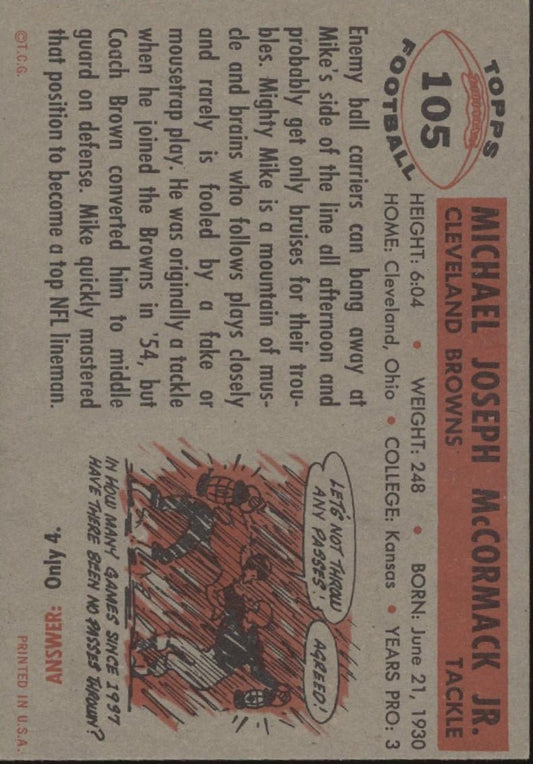 TOPPS
105
FOOTBALL
MICHAEL JOSEPH McCORMACK JR.
CLEVELAND BROWNS TACKLE
HEIGHT: 6:04 • WEIGHT: 248 • BORN: June 21, 1930
HOME: Cleveland, Ohio • COLLEGE: Kansas • YEARS PRO: 3
Enemy ball carriers can bang away at
Mike's side of the line all afternoon and
probably get only bruises for their trou-
bles. Mighty Mike is a mountain of mus-
cle and brains who follows plays closely
and rarely is fooled by a fake or
mousetrap play. He was originally a tackle
when he joined the Browns in '54, but
Coach Brown converted him to middle
guard on defense. Mike quickly mastered
that position to become a top NFL lineman.
LET'S NOT THROW
ANY PASSES!
AGREED!
IN HOW MANY GAMES SINCE 1937
HAVE THERE BEEN NO PASSES THROWN?
ANSWER: Only 4.
©T.C.G.
PRINTED IN U.S.A.